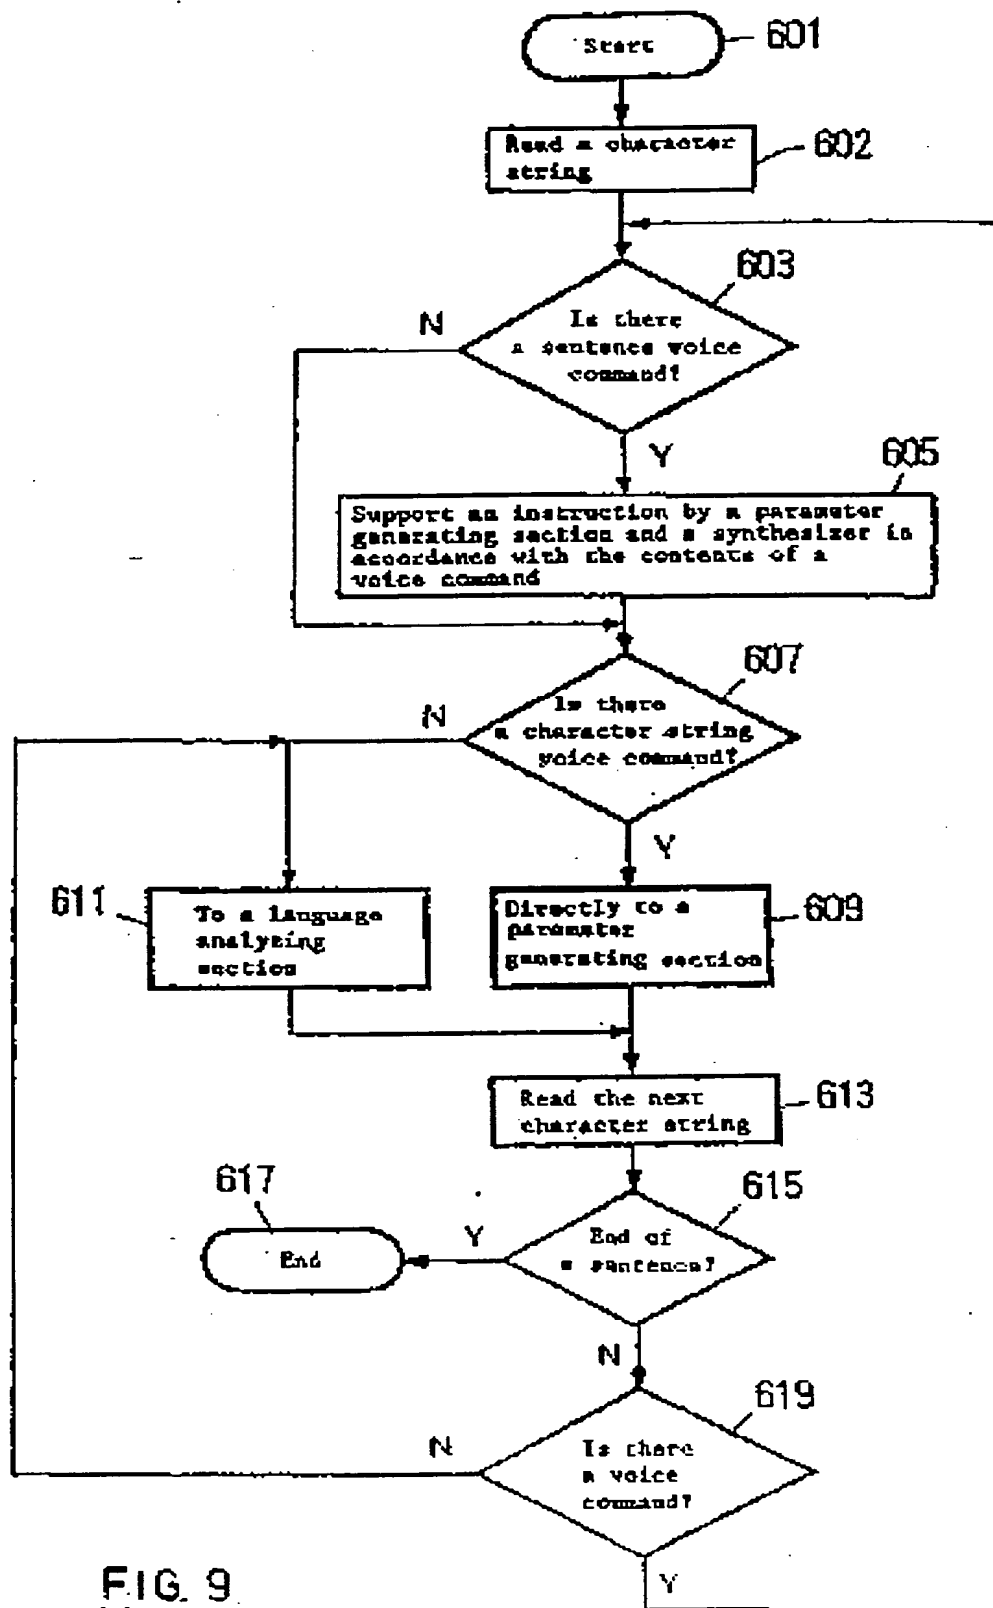 Start
601
Read a character
string
602
603
Is there
a sentence voice
command?
N
Y
605
Support an instruction by a parameter
generating section and a synthesizer in
accordance with the contents of a
voice command
607
Is there
a character string
voice command?
N
Y
611
To a language
analyzing
section
Directly to a
parameter
generating section
609
Read the next
character string
613
617
End
615
End of
a sentence?
Y
N
619
Is there
a voice
command?
N
Y
FIG. 9